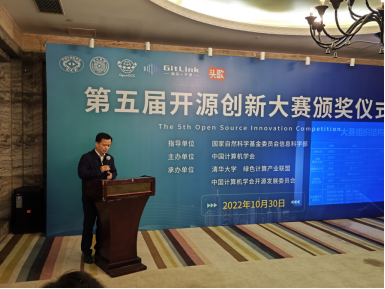 GitLink
头歌
第五届开源创新大赛颁奖仪式
The 5th Open Source Innovation Competition
指导单位 国家自然科学基金委员会信息科学部
主办单位 中国计算机学会
承办单位 清华大学 绿色计算产业联盟
中国计算机学会开源发展委员会
2022年10月30日